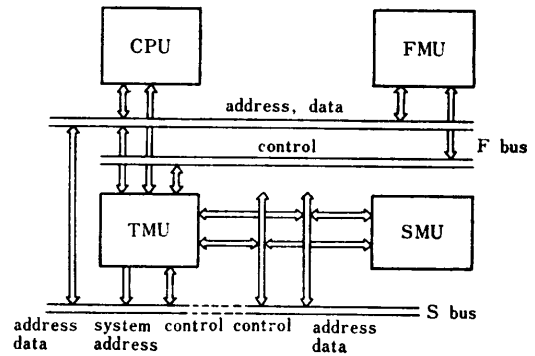 CPU
FMU
address, data
control
F bus
TMU
SMU
S bus
address system control control address
data address data